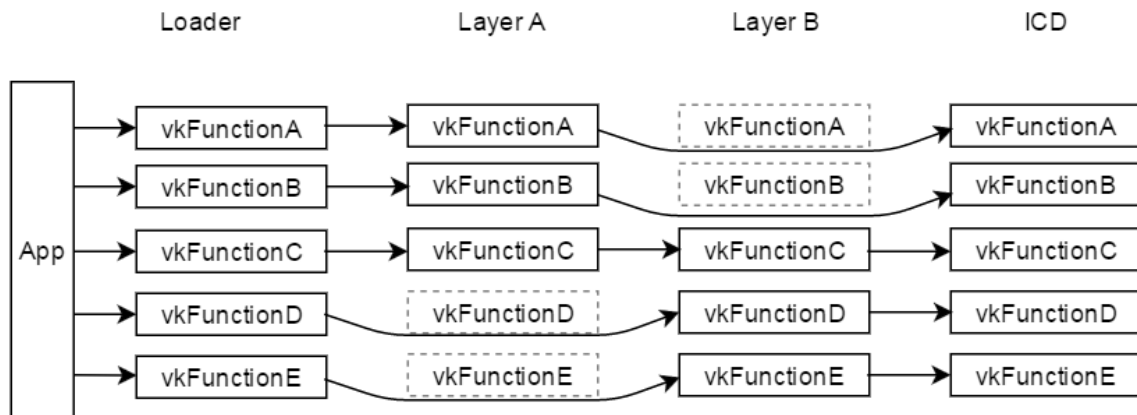 Loader Layer A Layer B ICD
vkFunctionA vkFunctionA vkFunctionA vkFunctionA
vkFunctionB vkFunctionB vkFunctionB vkFunctionB
App vkFunctionC vkFunctionC vkFunctionC vkFunctionC
vkFunctionD vkFunctionD vkFunctionD vkFunctionD
vkFunctionE vkFunctionE vkFunctionE vkFunctionE